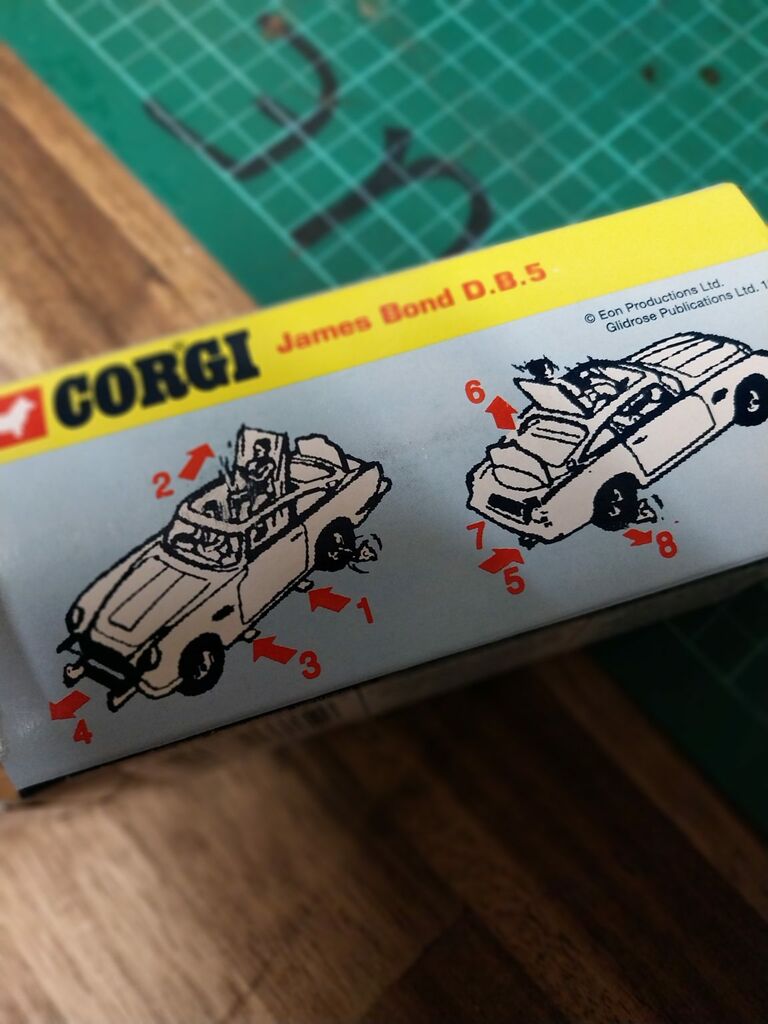 CORGI
James Bond D.B.5
© Eon Productions Ltd.
Glidrose Publications Ltd.
2
6
1
3
4
7
5
8